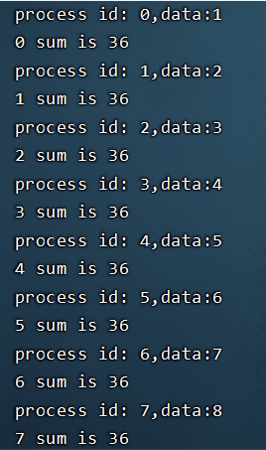 process id: 0,data:1
0 sum is 36
process id: 1,data:2
1 sum is 36
process id: 2,data:3
2 sum is 36
process id: 3,data:4
3 sum is 36
process id: 4,data:5
4 sum is 36
process id: 5,data:6
5 sum is 36
process id: 6,data:7
6 sum is 36
process id: 7,data:8
7 sum is 36